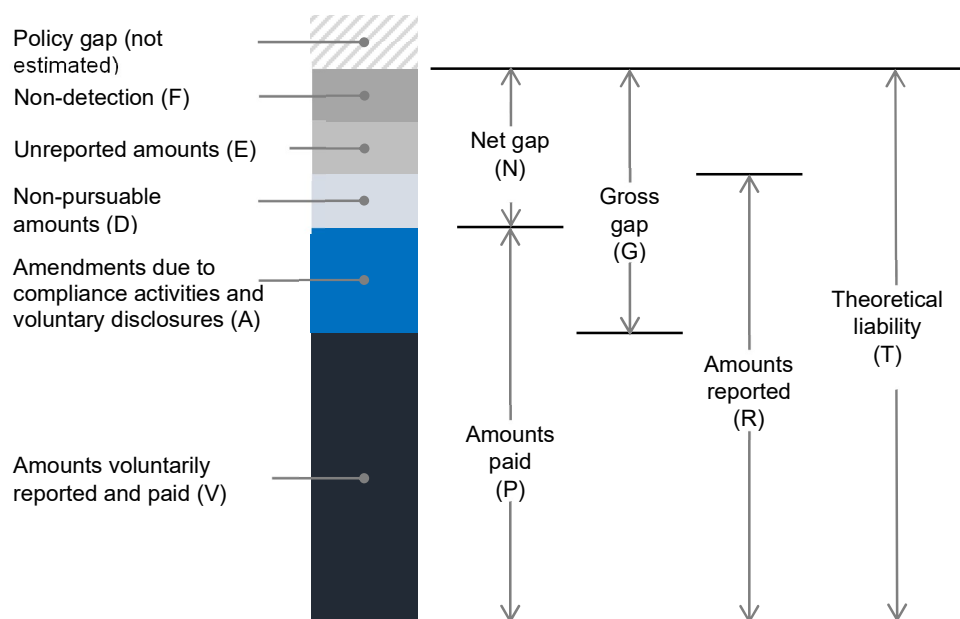 Policy gap (not
estimated)
Non-detection (F)
Unreported amounts (E)
Non-pursuable
amounts (D)
Amendments due to
compliance activities and
voluntary disclosures (A)
Amounts voluntarily
reported and paid (V)
Net gap
(N)
Amounts
paid
(P)
Gross
gap
(G)
Amounts
reported
(R)
Theoretical
liability
(T)